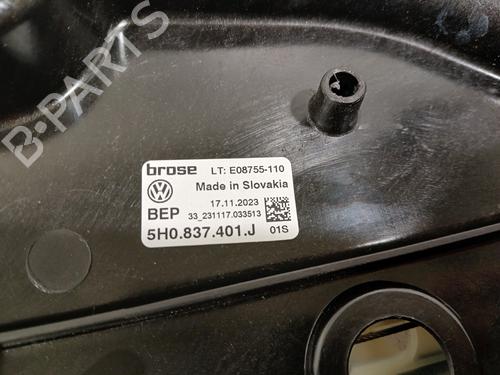 B-PARTS
brose LT: E08755-110
Made in Slovakia
17.11.2023
BEP 33_231117.033513
5H0.837.401.J 01S